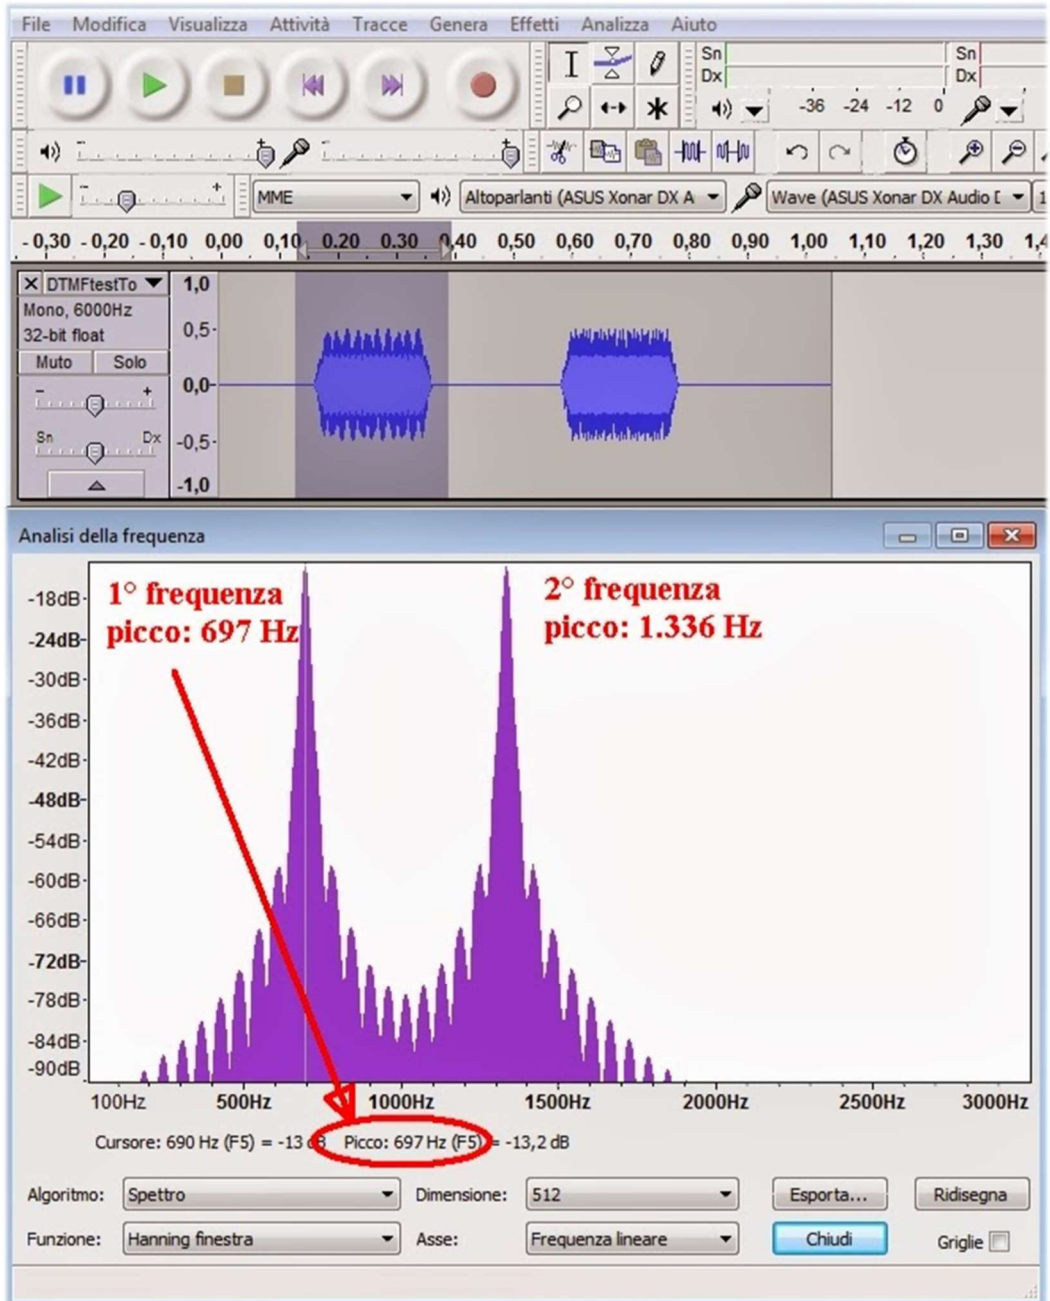 File Modifica Visualizza Attività Tracce Genera Effetti Analizza Aiuto
Sn Sn
Dx Dx
-36 -24 -12 0
MME Altoparlanti (ASUS Xonar DX A Wave (ASUS Xonar DX Audio [ 1
- 0,30 - 0,20 - 0,10 0,00 0,10 0.20 0.30 0,40 0,50 0,60 0,70 0,80 0,90 1,00 1,10 1,20 1,30 1,4
X DTMFtestTo 1,0
Mono, 6000Hz
32-bit float 0,5
Muto Solo
- + 0,0
Sn Dx -0,5
-1,0
Analisi della frequenza
1° frequenza
picco: 697 Hz
2° frequenza
picco: 1.336 Hz
-18dB
-24dB
-30dB
-36dB
-42dB
-48dB
-54dB
-60dB
-66dB
-72dB
-78dB
-84dB
-90dB
100Hz 500Hz 1000Hz 1500Hz 2000Hz 2500Hz 3000Hz
Cursore: 690 Hz (F5) = -13 dB Picco: 697 Hz (F5) = -13,2 dB
Algoritmo: Spettro Dimensione: 512 Esporta... Ridisegna
Funzione: Hanning finestra Asse: Frequenza lineare Chiudi Griglie